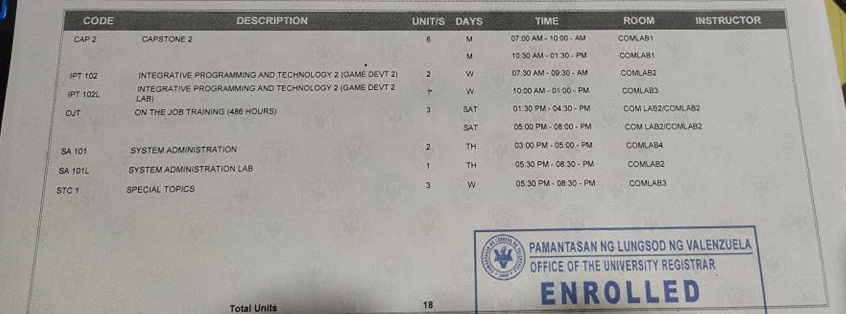 CODE DESCRIPTION UNIT/S DAYS TIME ROOM INSTRUCTOR
CAP 2 CAPSTONE 2 6 M 07:00 AM - 10:00 - AM COMLAB1
M 10:30 AM - 01:30 - PM COMLAB1
IPT 102 INTEGRATIVE PROGRAMMING AND TECHNOLOGY 2 (GAME DEVT 2) 2 W 07:30 AM - 09:30 - AM COMLAB2
IPT 102L INTEGRATIVE PROGRAMMING AND TECHNOLOGY 2 (GAME DEVT 2 W 10:00 AM - 01:00 - PM COMLAB3
LAB)
OJT ON THE JOB TRAINING (486 HOURS) 3 SAT 01:30 PM - 04:30 - PM COM LAB2/COMLAB2
SAT 05:00 PM - 08:00 - PM COM LAB2/COMLAB2
SA 101 SYSTEM ADMINISTRATION 2 TH 03:00 PM - 05:00 - PM COMLAB4
SA 101L SYSTEM ADMINISTRATION LAB 1 TH 05:30 PM - 08:30 - PM COMLAB2
STC 1 SPECIAL TOPICS 3 W 05:30 PM - 08:30 - PM COMLAB3
PAMANTASAN NG LUNGSOD NG VALENZUELA
OFFICE OF THE UNIVERSITY REGISTRAR
ENROLLED
Total Units 18